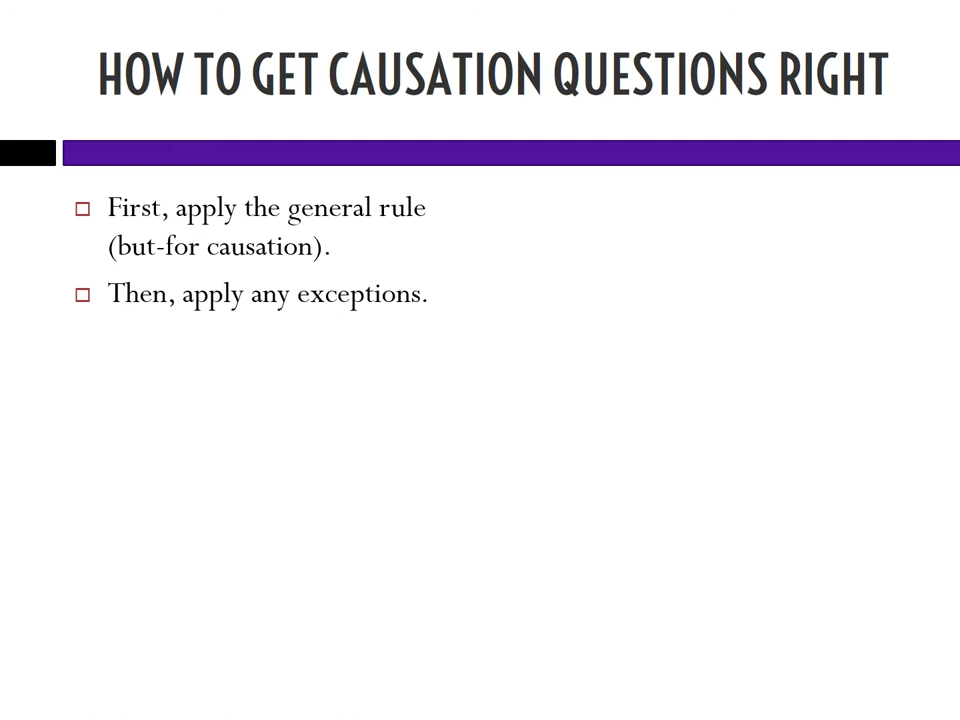 HOW TO GET CAUSATION QUESTIONS RIGHT
First, apply the general rule
(but-for causation).
Then, apply any exceptions.